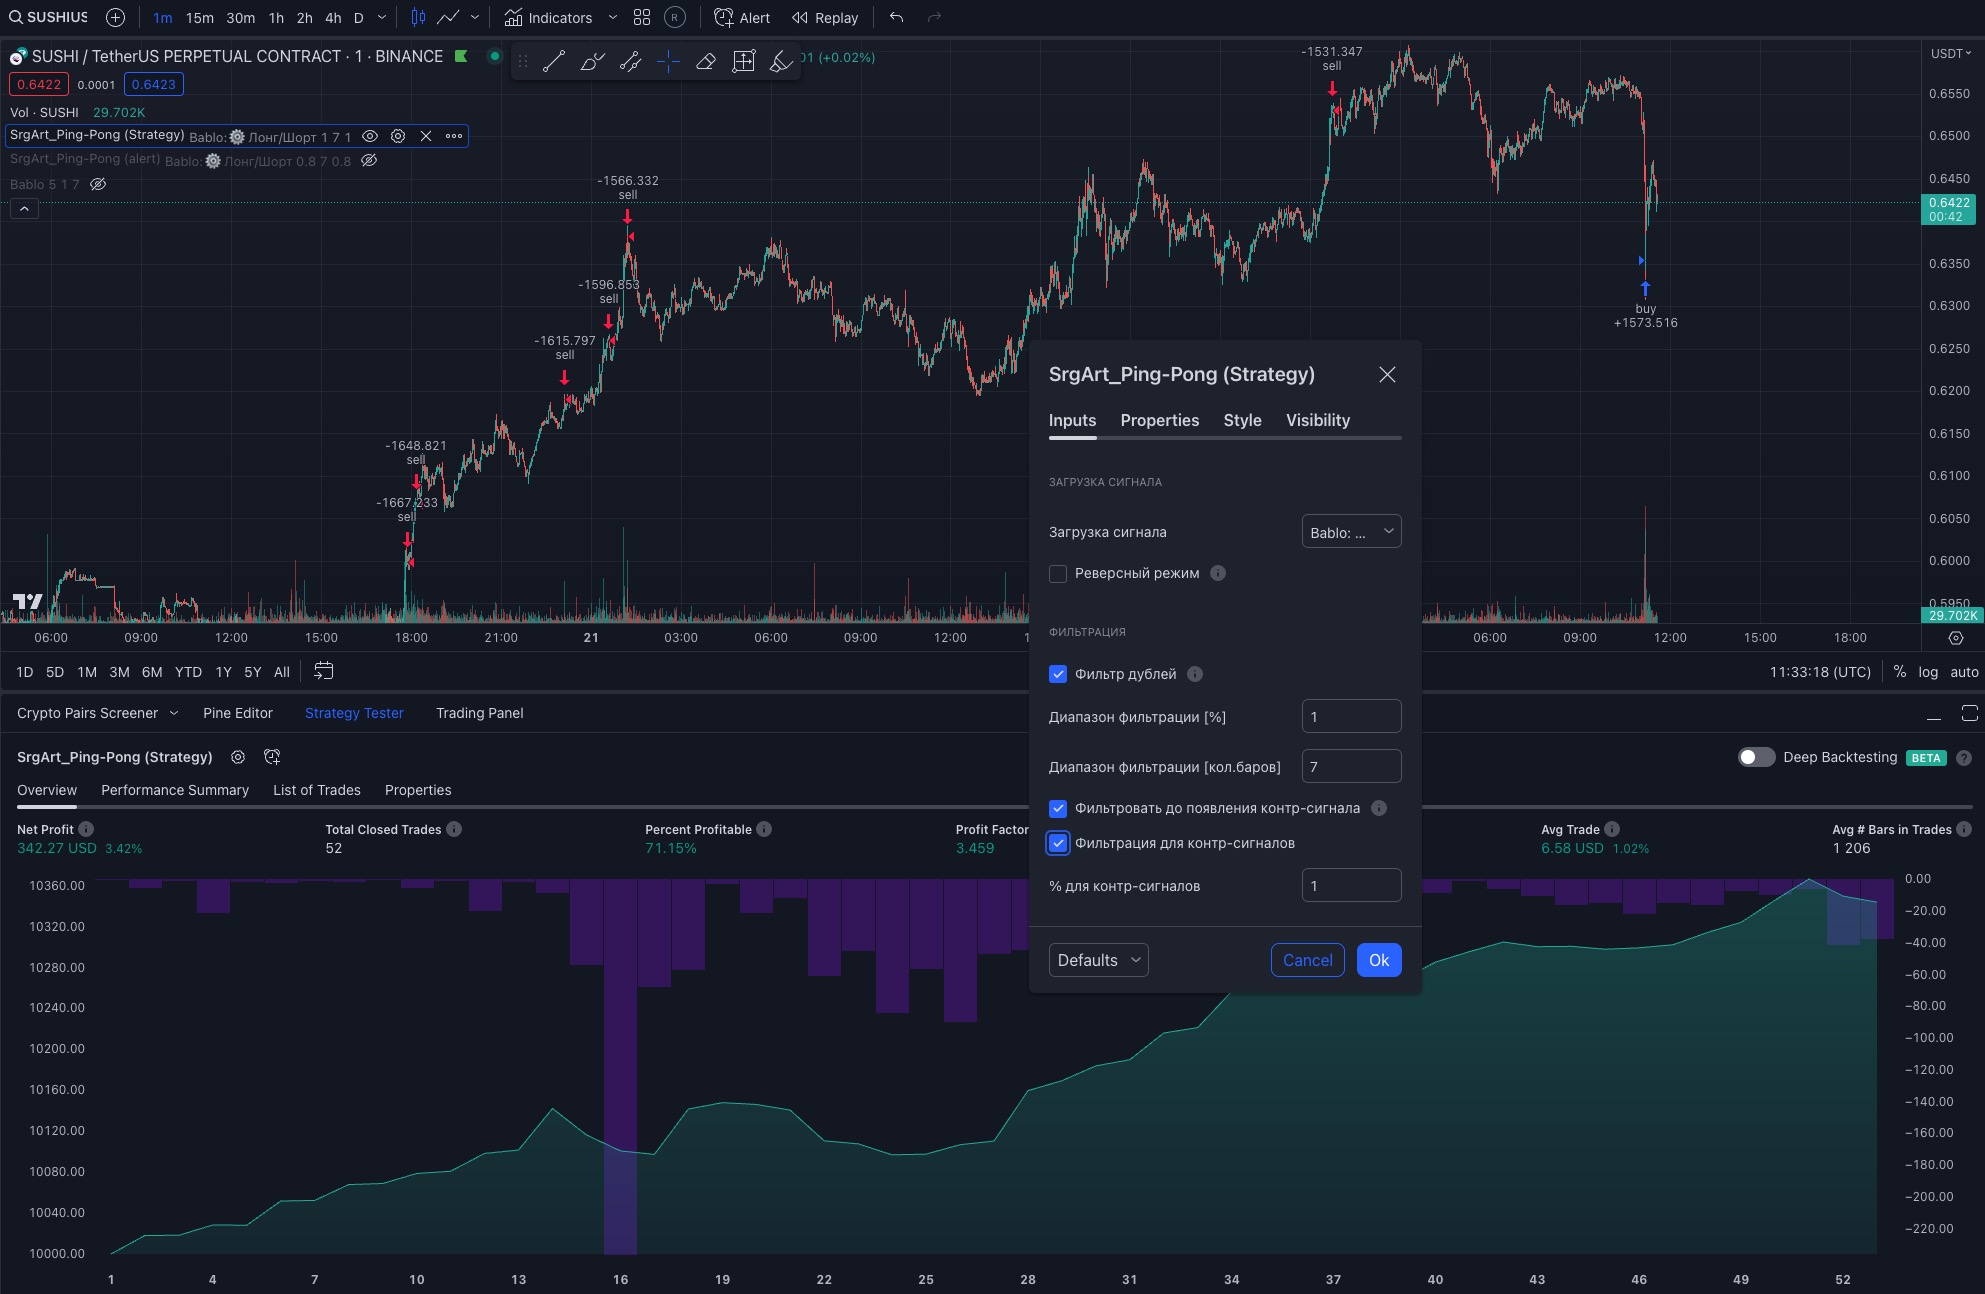 SUSHIUS 1m 15m 30m 1h 2h 4h D Indicators R Alert Replay
SUSHI / TetherUS PERPETUAL CONTRACT · 1 · BINANCE 01 (+0.02%) USDT
0.6422 0.0001 0.6423
Vol · SUSHI 29.702K
SrgArt_Ping-Pong (Strategy) Bablo: Лонг/Шорт 1 7 1
SrgArt_Ping-Pong (alert) Bablo: Лонг/Шорт 0.8 7 0.8
Bablo 5 1 7
-1531.347
sell
-1566.332
sell
-1596.853
sell
-1615.797
sell
-1648.821
sell
-1667.233
sell
buy
+1573.516
0.6550
0.6500
0.6450
0.6422
00:42
0.6350
0.6300
0.6250
0.6200
0.6150
0.6100
0.6050
0.6000
0.5950
29.702K
06:00 09:00 12:00 15:00 18:00 21:00 21 03:00 06:00 09:00 12:00 1 06:00 09:00 12:00 15:00 18:00
1D 5D 1M 3M 6M YTD 1Y 5Y All 11:33:18 (UTC) % log auto
Crypto Pairs Screener Pine Editor Strategy Tester Trading Panel
SrgArt_Ping-Pong (Strategy) Deep Backtesting BETA ?
Overview Performance Summary List of Trades Properties
Net Profit Total Closed Trades Percent Profitable Profit Factor Avg Trade Avg # Bars in Trades
342.27 USD 3.42% 52 71.15% 3.459 6.58 USD 1.02% 1 206
10360.00
10320.00
10280.00
10240.00
10200.00
10160.00
10120.00
10080.00
10040.00
10000.00
0.00
−20.00
−40.00
−60.00
−80.00
−100.00
−120.00
−140.00
−160.00
−180.00
−200.00
−220.00
1 4 7 10 13 16 19 22 25 28 31 34 37 40 43 46 49 52
SrgArt_Ping-Pong (Strategy)
Inputs Properties Style Visibility
ЗАГРУЗКА СИГНАЛА
Загрузка сигнала Bablo: ...
Реверсный режим
ФИЛЬТРАЦИЯ
Фильтр дублей
Диапазон фильтрации [%] 1
Диапазон фильтрации [кол.баров] 7
Фильтровать до появления контр-сигнала
Фильтрация для контр-сигналов
% для контр-сигналов 1
Defaults Cancel Ok